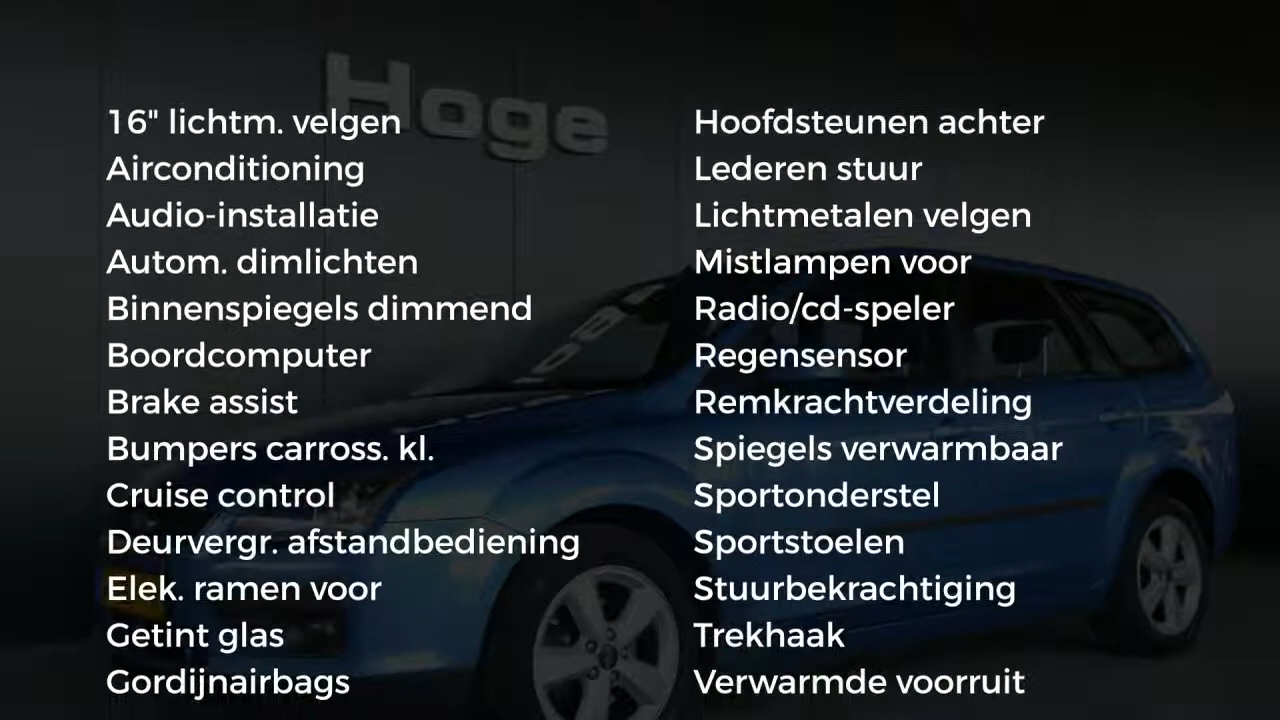 Hoge
16" lichtm. velgen
Airconditioning
Audio-installatie
Autom. dimlichten
Binnenspiegels dimmend
Boordcomputer
Brake assist
Bumpers carross. kl.
Cruise control
Deurvergr. afstandbediening
Elek. ramen voor
Getint glas
Gordijnairbags
Hoofdsteunen achter
Lederen stuur
Lichtmetalen velgen
Mistlampen voor
Radio/cd-speler
Regensensor
Remkrachtverdeling
Spiegels verwarmbaar
Sportonderstel
Sportstoelen
Stuurbekrachtiging
Trekhaak
Verwarmde voorruit